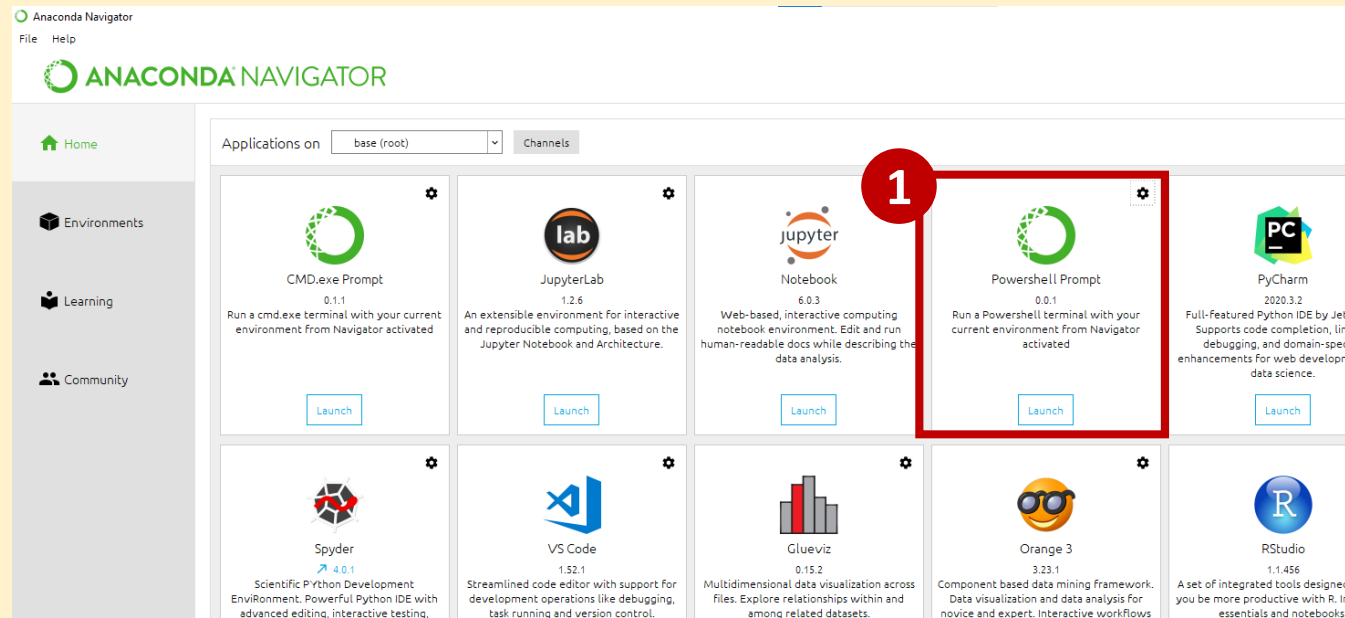 Anaconda Navigator
File Help
ANACONDA NAVIGATOR
Home
Environments
Learning
Community
Applications on base (root) Channels
1
CMD.exe Prompt
0.1.1
Run a cmd.exe terminal with your current
environment from Navigator activated
Launch
lab
JupyterLab
1.2.6
An extensible environment for interactive
and reproducible computing, based on the
Jupyter Notebook and Architecture.
Launch
jupyter
Notebook
6.0.3
Web-based, interactive computing
notebook environment. Edit and run
human-readable docs while describing the
data analysis.
Launch
Powershell Prompt
0.0.1
Run a Powershell terminal with your
current environment from Navigator
activated
Launch
PC
PyCharm
2020.3.2
Full-featured Python IDE by
Supports code completion,
debugging, and
enhancements for web
data science.
Launch
Spyder
4.0.1
Scientific PYthon Development
EnviRonment. Powerful Python IDE with
advanced editing, interactive testing,
VS Code
1.52.1
Streamlined code editor with support for
development operations like debugging,
task running and version control.
Glueviz
0.15.2
Multidimensional data visualization across
files. Explore relationships within and
among related datasets.
Orange 3
3.23.1
Component based data mining framework.
Data visualization and data analysis for
novice and expert. Interactive workflows
R
RStudio
1.1.456
A set of integrated tools designed
you be more productive with R.
essentials and notebooks